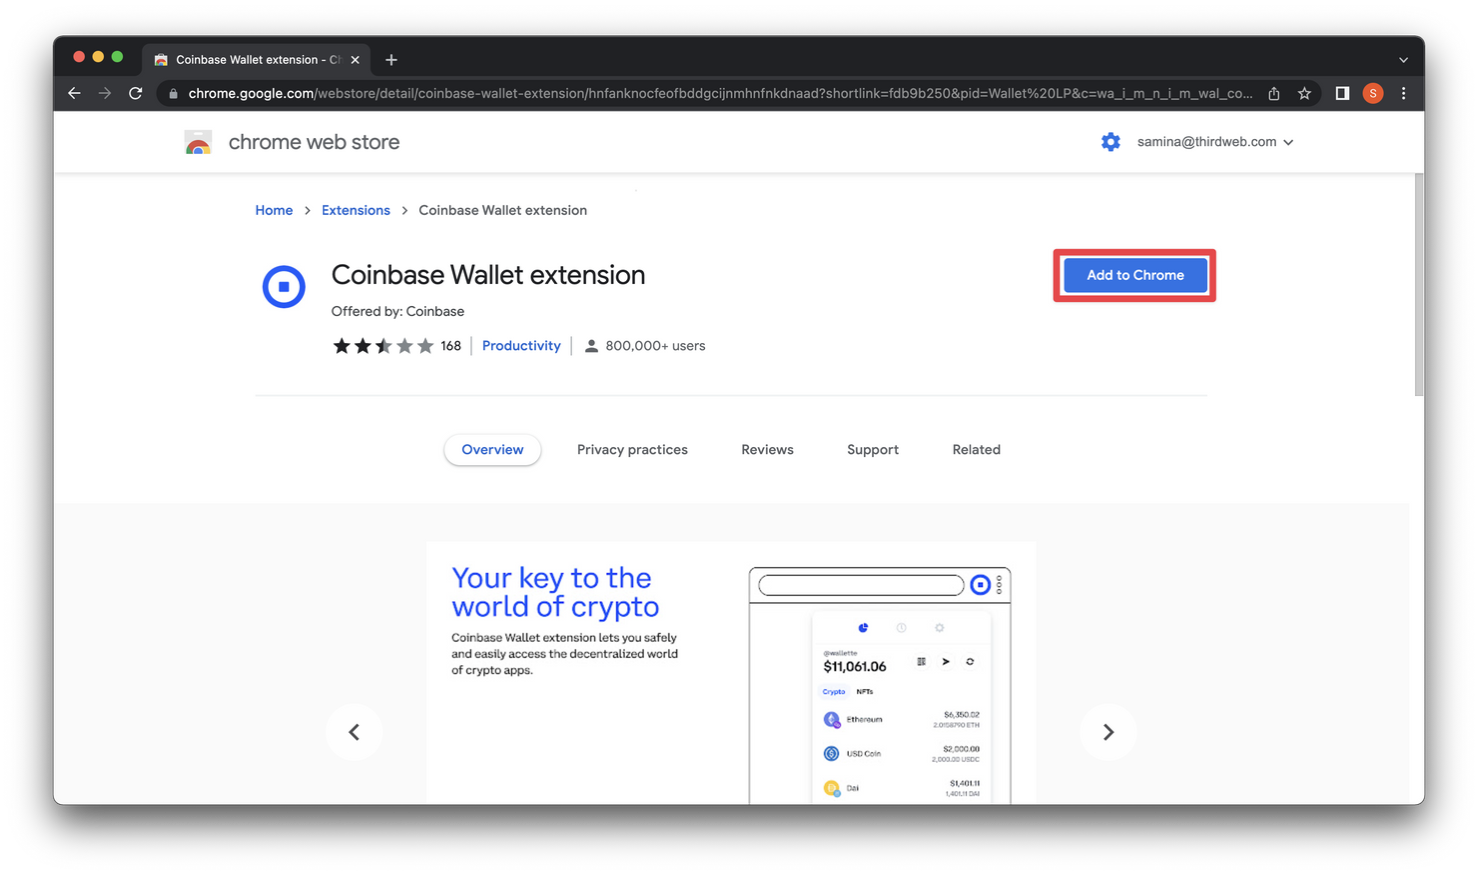 Coinbase Wallet extension - Ch
chrome.google.com/webstore/detail/coinbase-wallet-extension/hnfanknocfeofbddgcijnmhnfnkdnaad?shortlink=fdb9b250&pid=Wallet%20LP&c=wa_i_m_n_i_m_wal_co...
S
chrome web store
samina@thirdweb.com
Home > Extensions > Coinbase Wallet extension
Coinbase Wallet extension
Add to Chrome
Offered by: Coinbase
168 | Productivity | 800,000+ users
Overview Privacy practices Reviews Support Related
Your key to the
world of crypto
Coinbase Wallet extension lets you safely
and easily access the decentralized world
of crypto apps.
@wallette
$11,061.06
Crypto NFTs
Ethereum $6,350.02
2.0158790 ETH
USD Coin $2,000.00
2,000.00 USDC
Dai $1,401.11
1,401.11 DAI